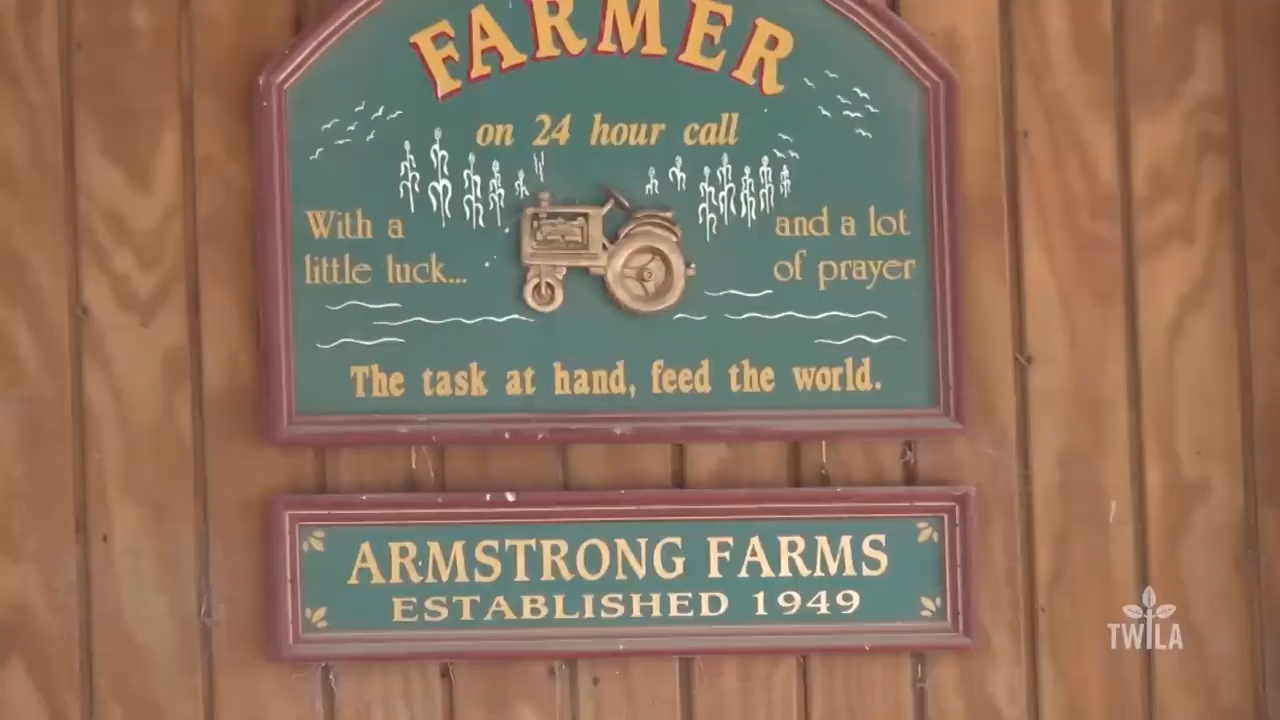 FARMER
on 24 hour call
With a
little luck...
and a lot
of prayer
The task at hand, feed the world.
ARMSTRONG FARMS
ESTABLISHED 1949
TWILA